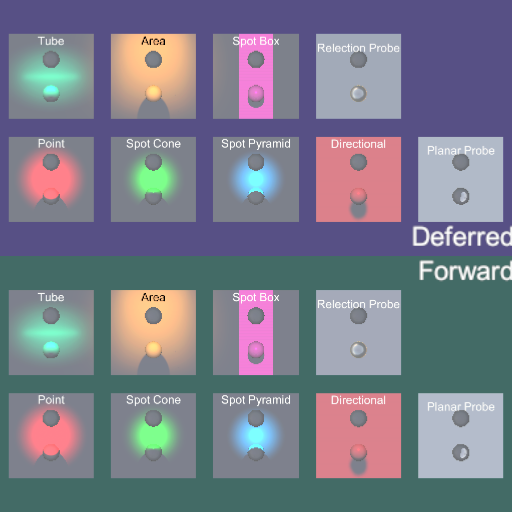 Tube Area Spot Box Relection Probe
Point Spot Cone Spot Pyramid Directional Planar Probe
Deferred
Forward
Tube Area Spot Box Relection Probe
Point Spot Cone Spot Pyramid Directional Planar Probe